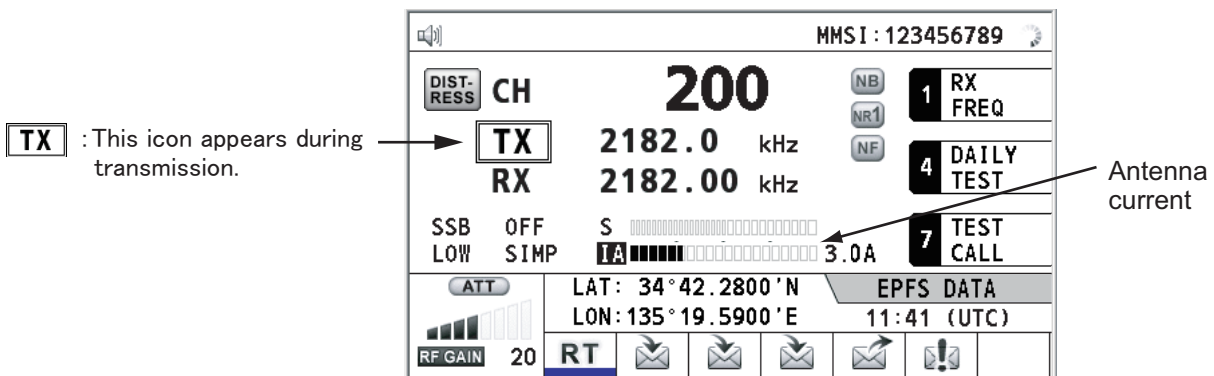 MMSI:123456789
DIST-
RESS CH 200 NB 1 RX
FREQ
NR1
TX :This icon appears during
transmission.
TX 2182.0 kHz NF 4 DAILY
TEST
RX 2182.00 kHz
Antenna
current
SSB OFF S 7 TEST
CALL
LOW SIMP IA 3.0A
ATT LAT: 34°42.2800'N EPFS DATA
LON:135°19.5900'E 11:41 (UTC)
RF GAIN 20 RT